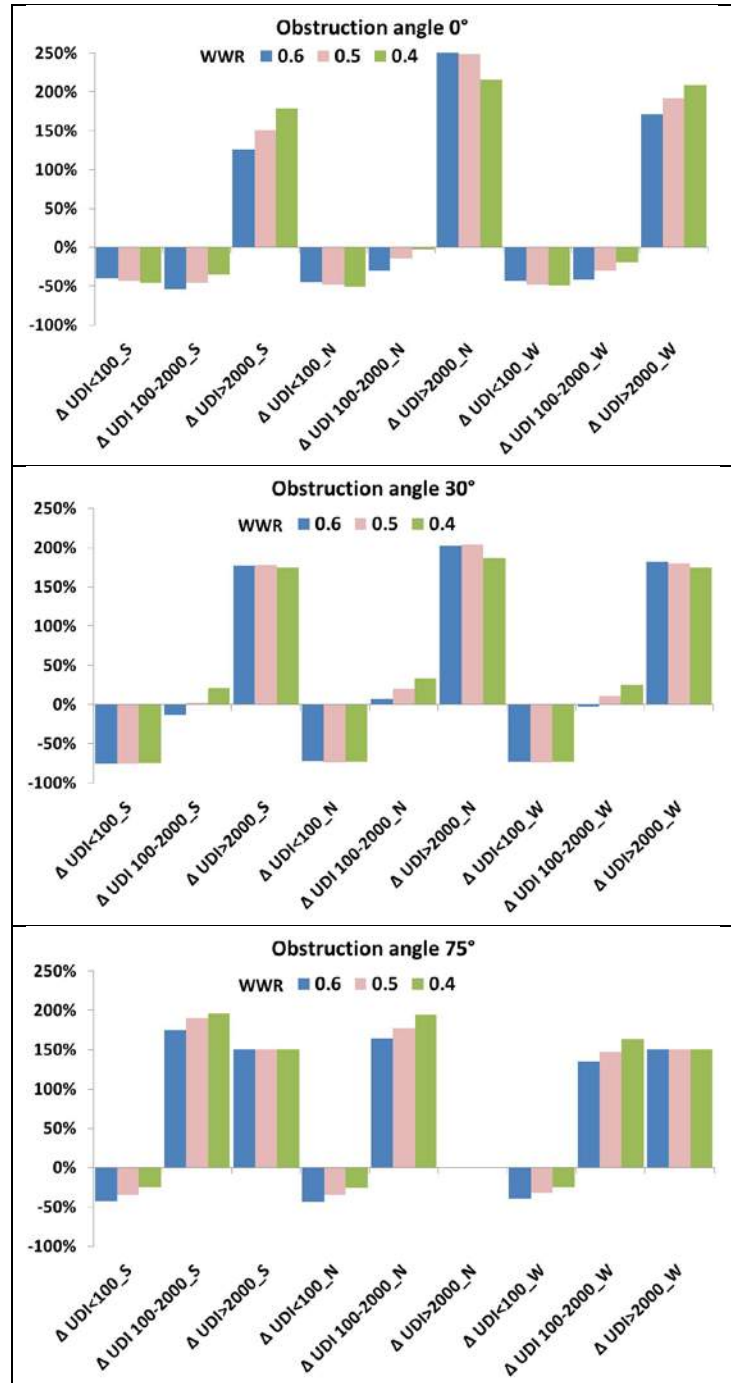 Obstruction angle 0°
WWR 0.6 0.5 0.4
250%
200%
150%
100%
50%
0%
-50%
-100%
Δ UDI<100_S
Δ UDI 100-2000_S
Δ UDI>2000_S
Δ UDI<100_N
Δ UDI 100-2000_N
Δ UDI>2000_N
Δ UDI<100_W
Δ UDI 100-2000_W
Δ UDI>2000_W
Obstruction angle 30°
WWR 0.6 0.5 0.4
250%
200%
150%
100%
50%
0%
-50%
-100%
Δ UDI<100_S
Δ UDI 100-2000_S
Δ UDI>2000_S
Δ UDI<100_N
Δ UDI 100-2000_N
Δ UDI>2000_N
Δ UDI<100_W
Δ UDI 100-2000_W
Δ UDI>2000_W
Obstruction angle 75°
WWR 0.6 0.5 0.4
250%
200%
150%
100%
50%
0%
-50%
-100%
Δ UDI<100_S
Δ UDI 100-2000_S
Δ UDI>2000_S
Δ UDI<100_N
Δ UDI 100-2000_N
Δ UDI>2000_N
Δ UDI<100_W
Δ UDI 100-2000_W
Δ UDI>2000_W